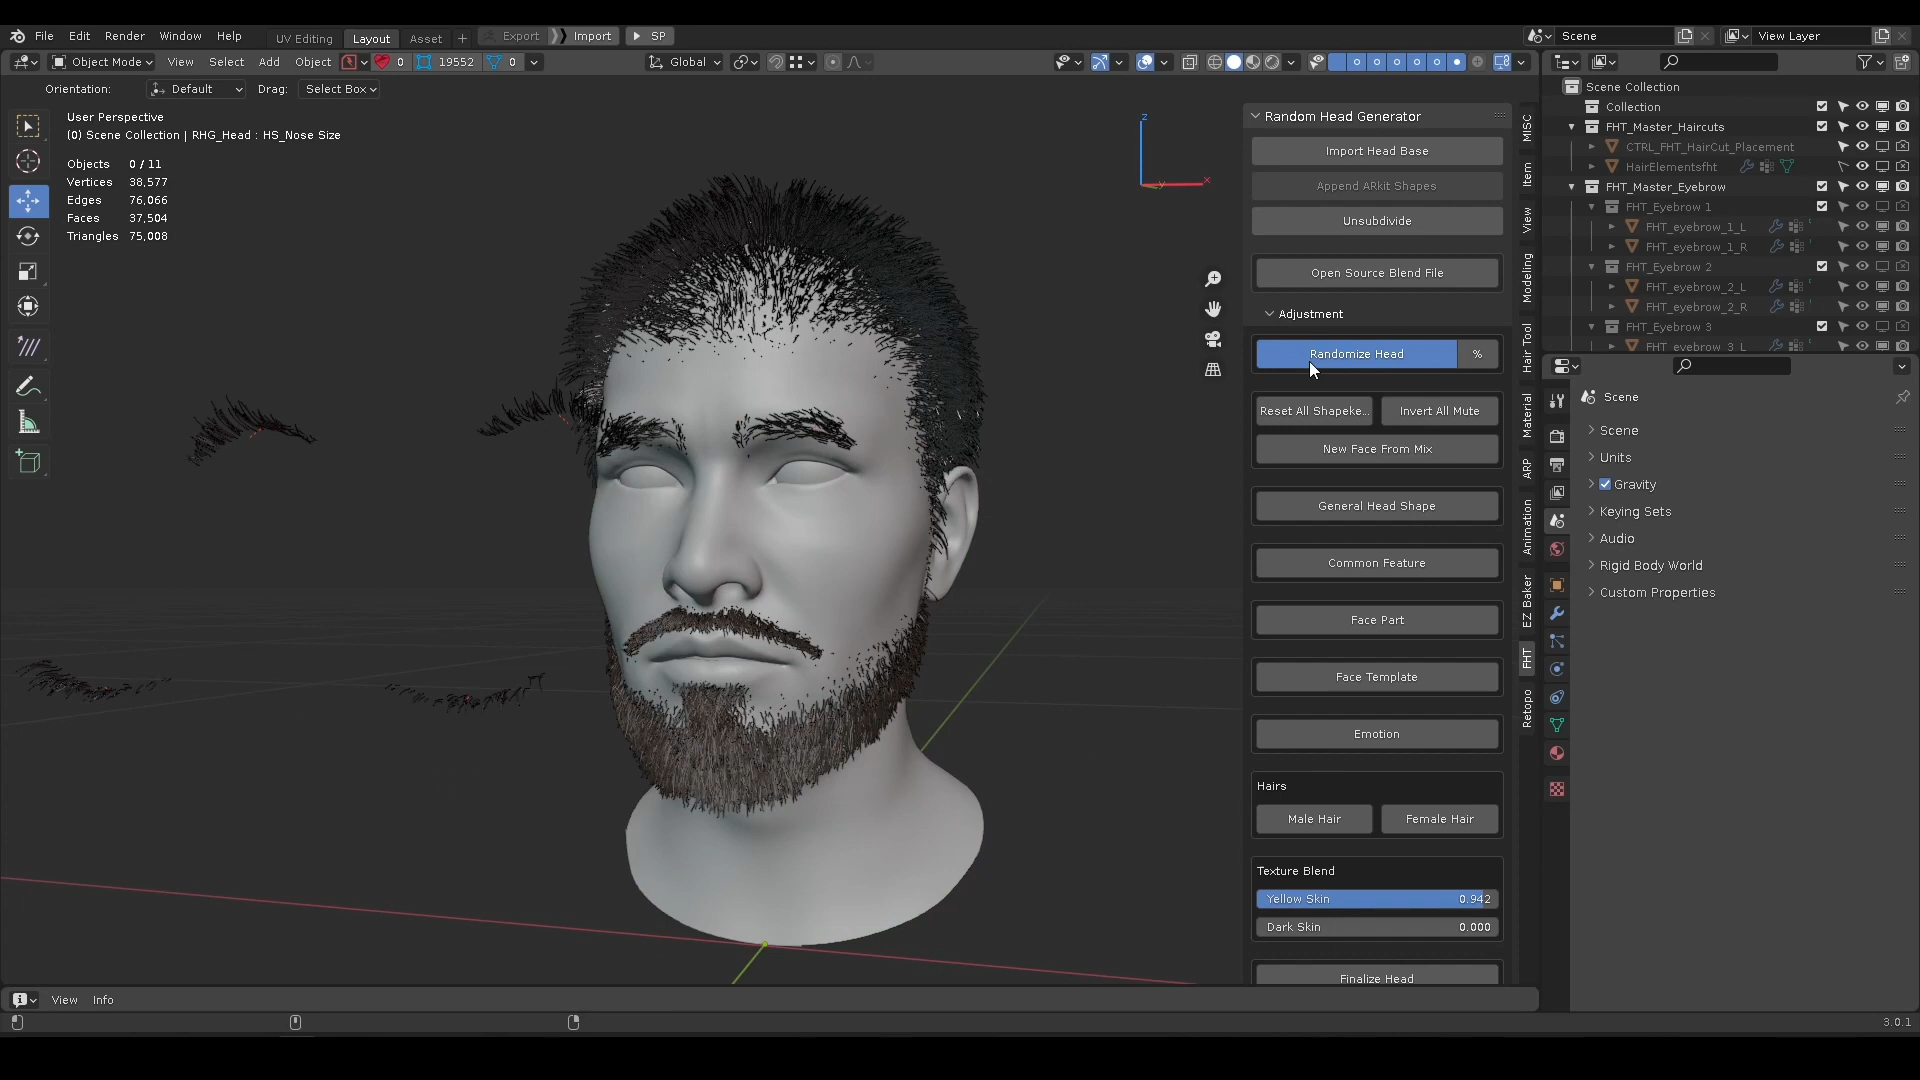 File Edit Render Window Help UV Editing Layout Asset + Export Import SP Scene View Layer
Object Mode View Select Add Object 0 19552 0 Global
Orientation: Default Drag: Select Box
User Perspective
(0) Scene Collection | RHG_Head : HS_Nose Size
Objects 0 / 11
Vertices 38,577
Edges 76,066
Faces 37,504
Triangles 75,008
Z
X
Y
Random Head Generator
Import Head Base
Append ARkit Shapes
Unsubdivide
Open Source Blend File
Adjustment
Randomize Head %
Reset All Shapeke... Invert All Mute
New Face From Mix
General Head Shape
Common Feature
Face Part
Face Template
Emotion
Hairs
Male Hair Female Hair
Texture Blend
Yellow Skin 0.942
Dark Skin 0.000
Finalize Head
MISC
Item
View
Modeling
Hair Tool
Material
ARP
Animation
EZ Baker
FHT
Retopo
Scene Collection
Collection
FHT_Master_Haircuts
CTRL_FHT_HairCut_Placement
HairElementsfht
FHT_Master_Eyebrow
FHT_Eyebrow 1
FHT_eyebrow_1_L
FHT_eyebrow_1_R
FHT_Eyebrow 2
FHT_eyebrow_2_L
FHT_eyebrow_2_R
FHT_Eyebrow 3
FHT_eyebrow_3_L
Scene
Scene
Units
Gravity
Keying Sets
Audio
Rigid Body World
Custom Properties
View Info
3.0.1